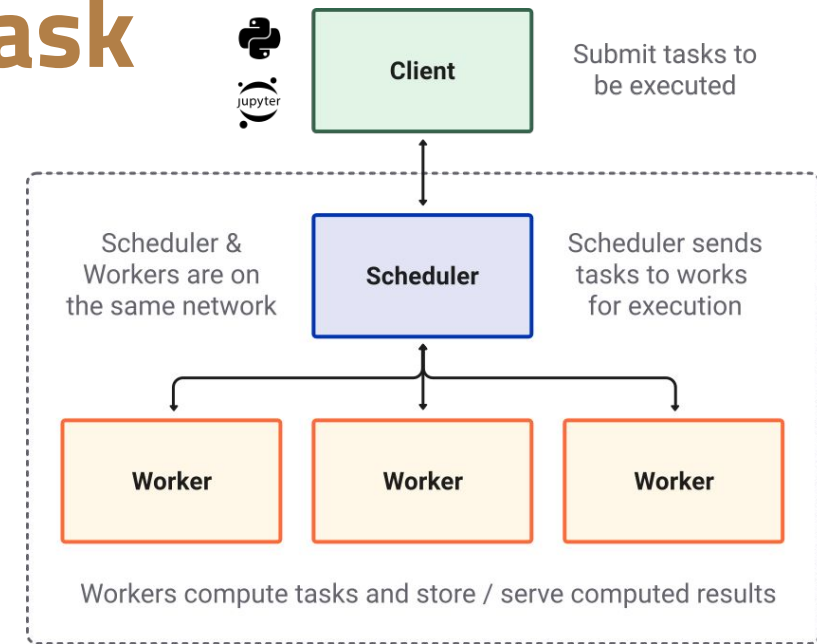 ask
jupyter
Client
Submit tasks to
be executed
Scheduler &
Workers are on
the same network
Scheduler
Scheduler sends
tasks to works
for execution
Worker
Worker
Worker
Workers compute tasks and store / serve computed results